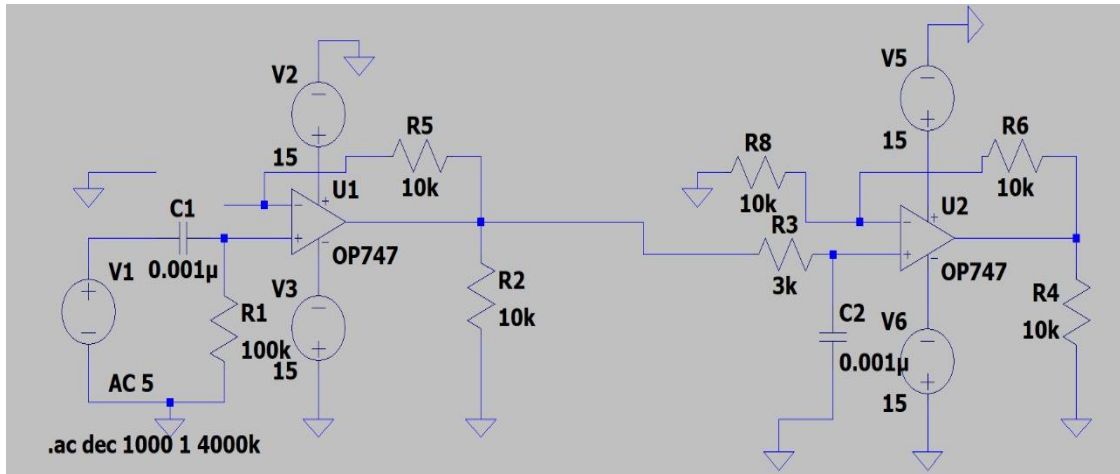 V2
−
+
15
R5
10k
U1
−
+
+
−
OP747
C1
0.001µ
V1
+
−
AC 5
R1
100k
V3
−
+
15
R2
10k
.ac dec 1000 1 4000k
V5
−
+
15
R8
10k
R6
10k
U2
−
+
+
−
OP747
R3
3k
C2
0.001µ
V6
−
+
15
R4
10k